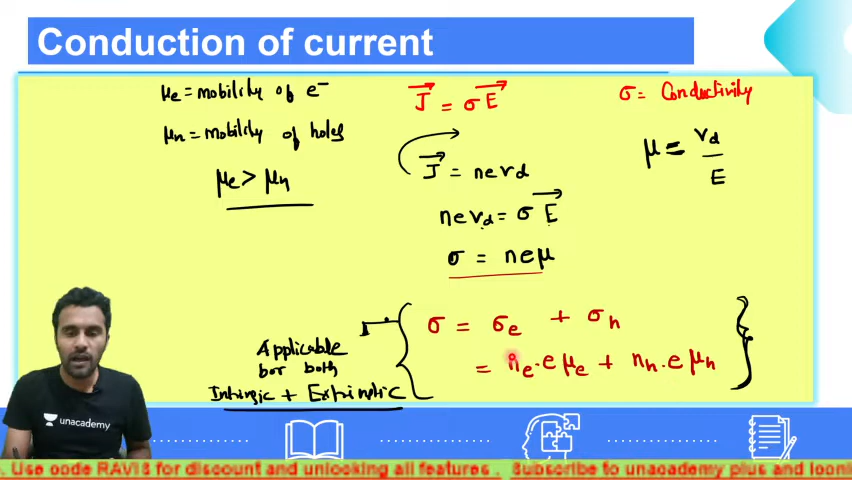 Conduction of current
μe = mobility of e⁻
μh = mobility of holes
μe > μh
J = σE
J = nevd
nevd = σ E
σ = neμ
σ = Conductivity
μ = vd / E
σ = σe + σh
= ne·eμe + nh·eμh
Applicable
for both
Intrinsic + Extrinsic
unacademy
. Use code RAVI8 for discount and unlocking all features . Subscribe to unacademy plus and